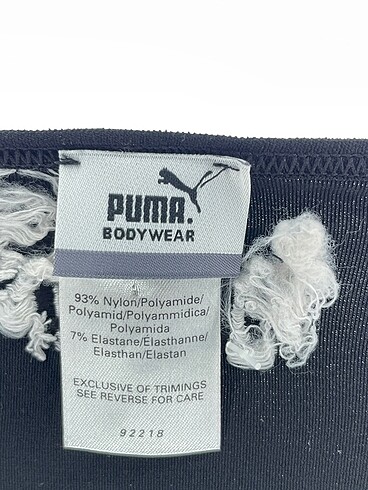 PUMA.
BODYWEAR
93% Nylon/Polyamide/
Polyamid/Polyammidica/
Polyamida
7% Elastane/Elasthanne/
Elasthan/Elastan
EXCLUSIVE OF TRIMINGS
SEE REVERSE FOR CARE
92218